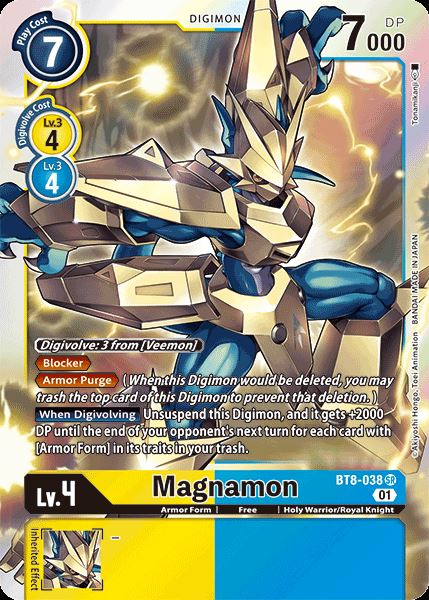 Play Cost
7
DIGIMON
DP
7000
Digivolve Cost
Lv.3
4
Lv.3
4
Tonamikanji
BANDAI MADE IN JAPAN
©Akiyoshi Hongo, Toei Animation
Digivolve: 3 from [Veemon]
Blocker
Armor Purge (When this Digimon would be deleted, you may
trash the top card of this Digimon to prevent that deletion.)
When Digivolving Unsuspend this Digimon, and it gets +2000
DP until the end of your opponent's next turn for each card with
[Armor Form] in its traits in your trash.
Lv.4
Magnamon
BT8-038 SR
01
Armor Form | Free | Holy Warrior/Royal Knight
Inherited Effect
-